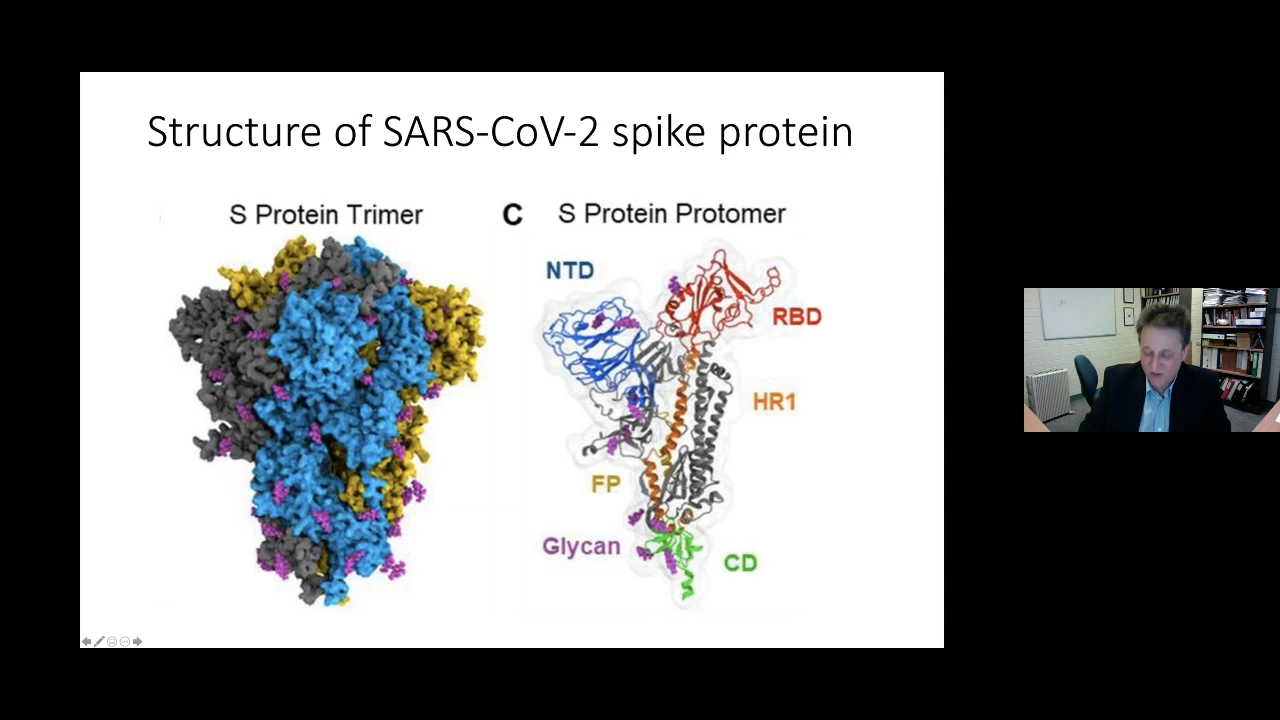 Structure of SARS-CoV-2 spike protein
S Protein Trimer
C
S Protein Protomer
NTD
RBD
HR1
FP
Glycan
CD